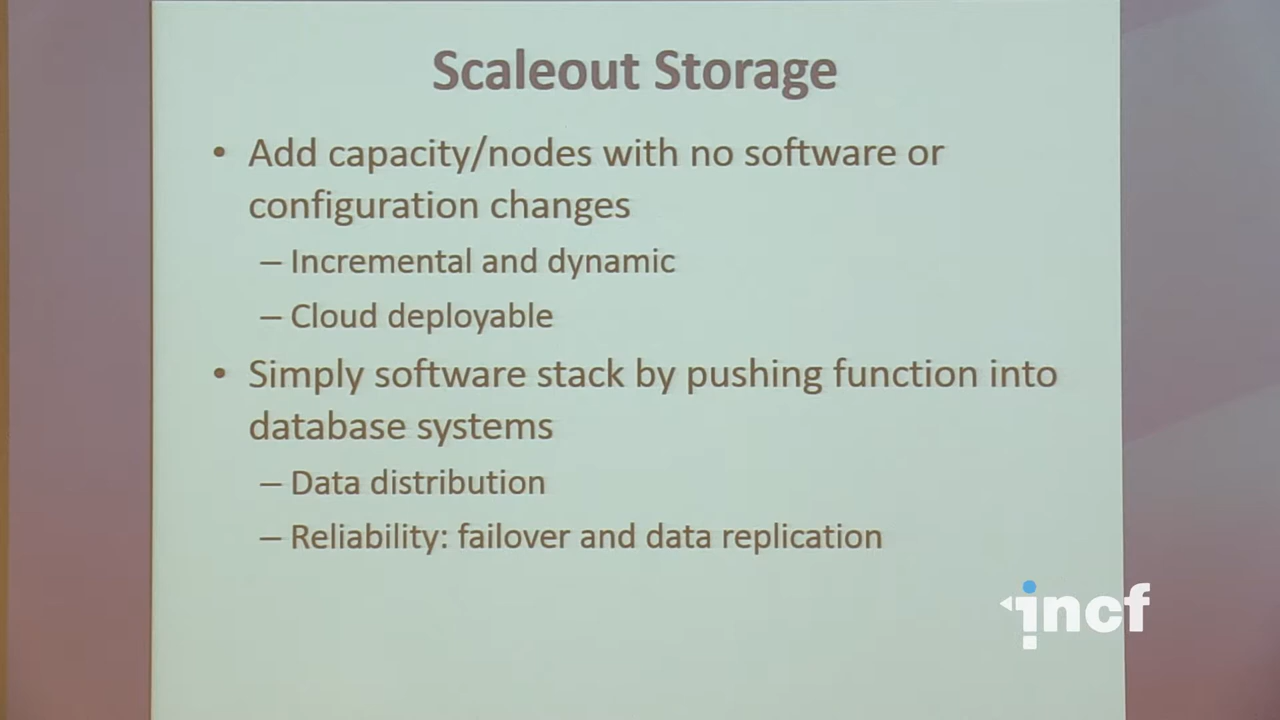 Scaleout Storage
• Add capacity/nodes with no software or
configuration changes
– Incremental and dynamic
– Cloud deployable
• Simply software stack by pushing function into
database systems
– Data distribution
– Reliability: failover and data replication
incf